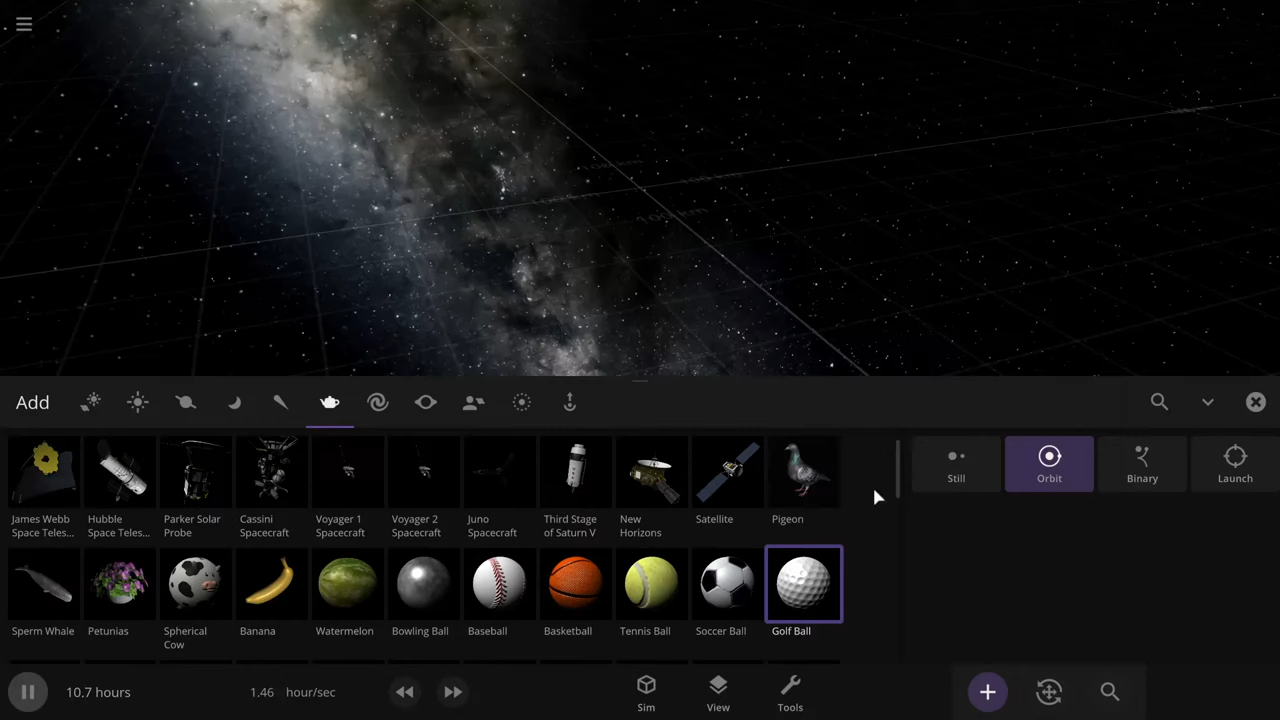 Add
James Webb
Space Teles...
Hubble
Space Teles...
Parker Solar
Probe
Cassini
Spacecraft
Voyager 1
Spacecraft
Voyager 2
Spacecraft
Juno
Spacecraft
Third Stage
of Saturn V
New
Horizons
Satellite
Pigeon
Still
Orbit
Binary
Launch
Sperm Whale
Petunias
Spherical
Cow
Banana
Watermelon
Bowling Ball
Baseball
Basketball
Tennis Ball
Soccer Ball
Golf Ball
10.7 hours
1.46 hour/sec
Sim
View
Tools